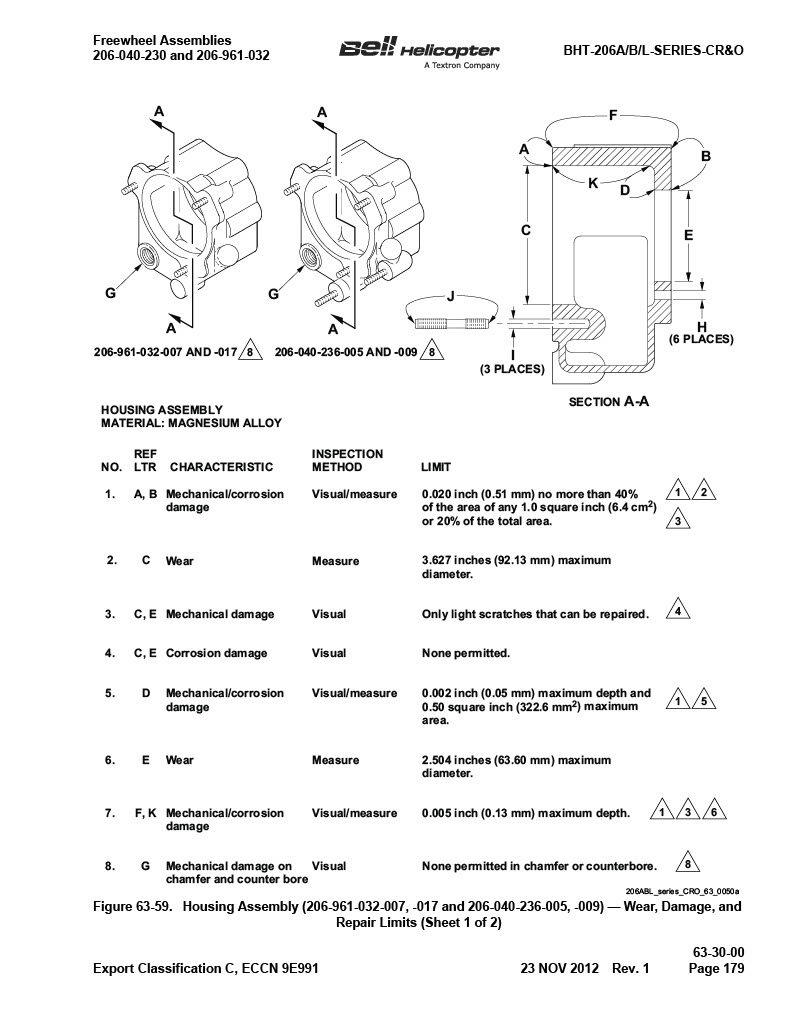 Freewheel Assemblies
206-040-230 and 206-961-032
Bell Helicopter
A Textron Company
BHT-206A/B/L-SERIES-CR&O
A
A
F
A
B
K
D
C
E
G
G
J
H
(6 PLACES)
A
A
I
(3 PLACES)
206-961-032-007 AND -017 8
206-040-236-005 AND -009 8
SECTION A-A
HOUSING ASSEMBLY
MATERIAL: MAGNESIUM ALLOY
NO. REF LTR CHARACTERISTIC INSPECTION METHOD LIMIT
1. A, B Mechanical/corrosion Visual/measure 0.020 inch (0.51 mm) no more than 40% 1 2
damage of the area of any 1.0 square inch (6.4 cm²)
or 20% of the total area. 3
2. C Wear Measure 3.627 inches (92.13 mm) maximum
diameter.
3. C, E Mechanical damage Visual Only light scratches that can be repaired. 4
4. C, E Corrosion damage Visual None permitted.
5. D Mechanical/corrosion Visual/measure 0.002 inch (0.05 mm) maximum depth and 1 5
damage 0.50 square inch (322.6 mm²) maximum
area.
6. E Wear Measure 2.504 inches (63.60 mm) maximum
diameter.
7. F, K Mechanical/corrosion Visual/measure 0.005 inch (0.13 mm) maximum depth. 1 3 6
damage
8. G Mechanical damage on Visual None permitted in chamfer or counterbore. 8
chamfer and counter bore
206ABL_series_CRO_63_0050a
Figure 63-59. Housing Assembly (206-961-032-007, -017 and 206-040-236-005, -009) — Wear, Damage, and
Repair Limits (Sheet 1 of 2)
63-30-00
Export Classification C, ECCN 9E991 23 NOV 2012 Rev. 1 Page 179